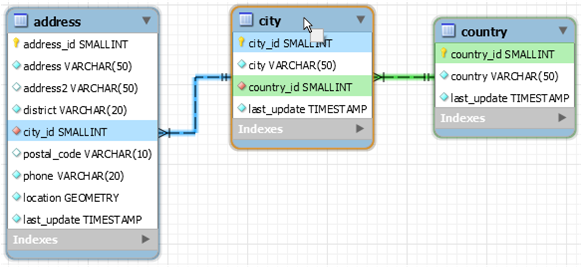 address
address_id SMALLINT
address VARCHAR(50)
address2 VARCHAR(50)
district VARCHAR(20)
city_id SMALLINT
postal_code VARCHAR(10)
phone VARCHAR(20)
location GEOMETRY
last_update TIMESTAMP
Indexes
city
city_id SMALLINT
city VARCHAR(50)
country_id SMALLINT
last_update TIMESTAMP
Indexes
country
country_id SMALLINT
country VARCHAR(50)
last_update TIMESTAMP
Indexes